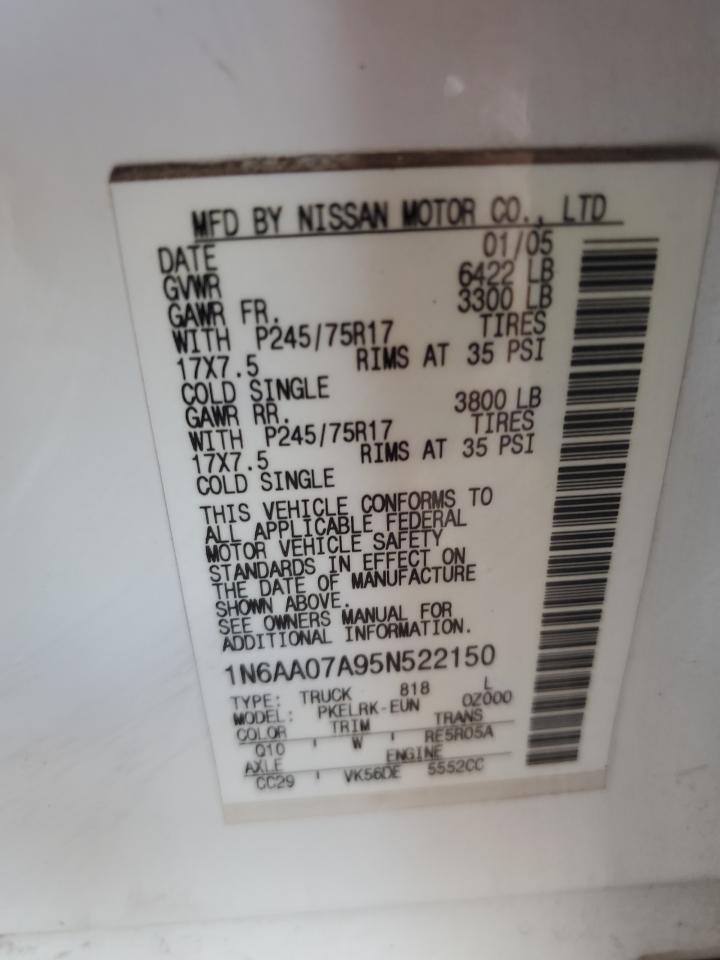 MFD BY NISSAN MOTOR CO., LTD
DATE 01/05
GVWR 6422 LB
GAWR FR. 3300 LB
WITH P245/75R17 TIRES
17X7.5 RIMS AT 35 PSI
COLD SINGLE
GAWR RR. 3800 LB
WITH P245/75R17 TIRES
17X7.5 RIMS AT 35 PSI
COLD SINGLE
THIS VEHICLE CONFORMS TO
ALL APPLICABLE FEDERAL
MOTOR VEHICLE SAFETY
STANDARDS IN EFFECT ON
THE DATE OF MANUFACTURE
SHOWN ABOVE.
SEE OWNERS MANUAL FOR
ADDITIONAL INFORMATION.
1N6AA07A95N522150
TYPE: TRUCK 818 L
MODEL: PKELRK-EUN 0Z000
COLOR TRIM TRANS
Q10 ' W ' RE5R05A
AXLE ENGINE
CC29 ' VK56DE 5552CC